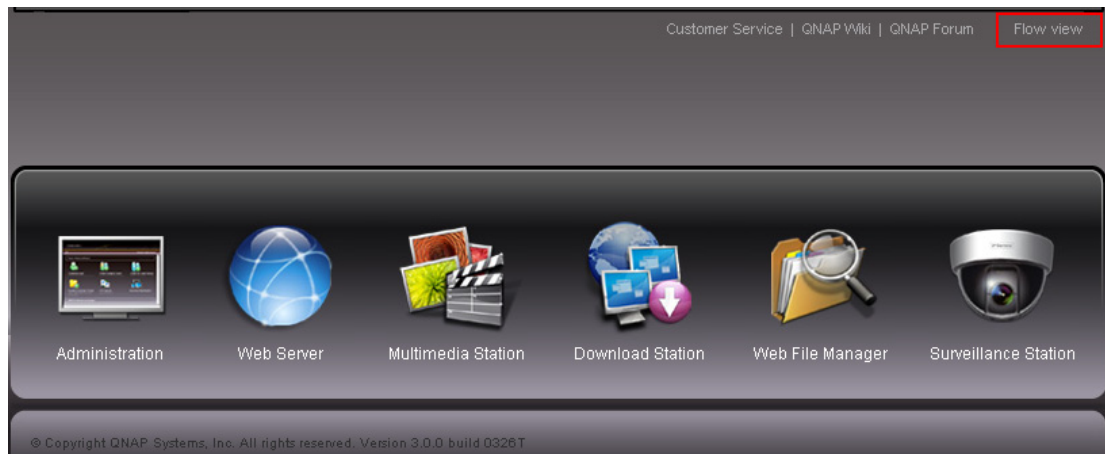 Customer Service | QNAP Wiki | QNAP Forum Flow view
Administration Web Server Multimedia Station Download Station Web File Manager Surveillance Station
© Copyright QNAP Systems, Inc. All rights reserved. Version 3.0.0 build 0326T